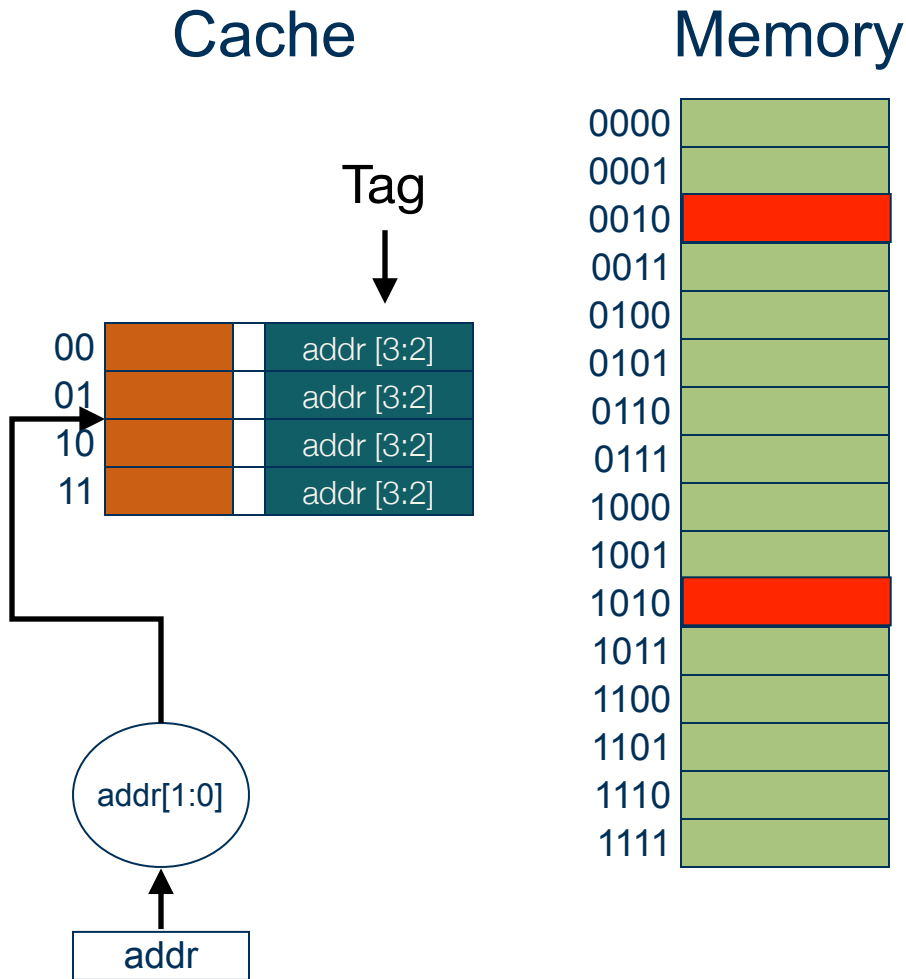 Cache
Memory
Tag
00 addr [3:2]
01 addr [3:2]
10 addr [3:2]
11 addr [3:2]
addr[1:0]
addr
0000
0001
0010
0011
0100
0101
0110
0111
1000
1001
1010
1011
1100
1101
1110
1111